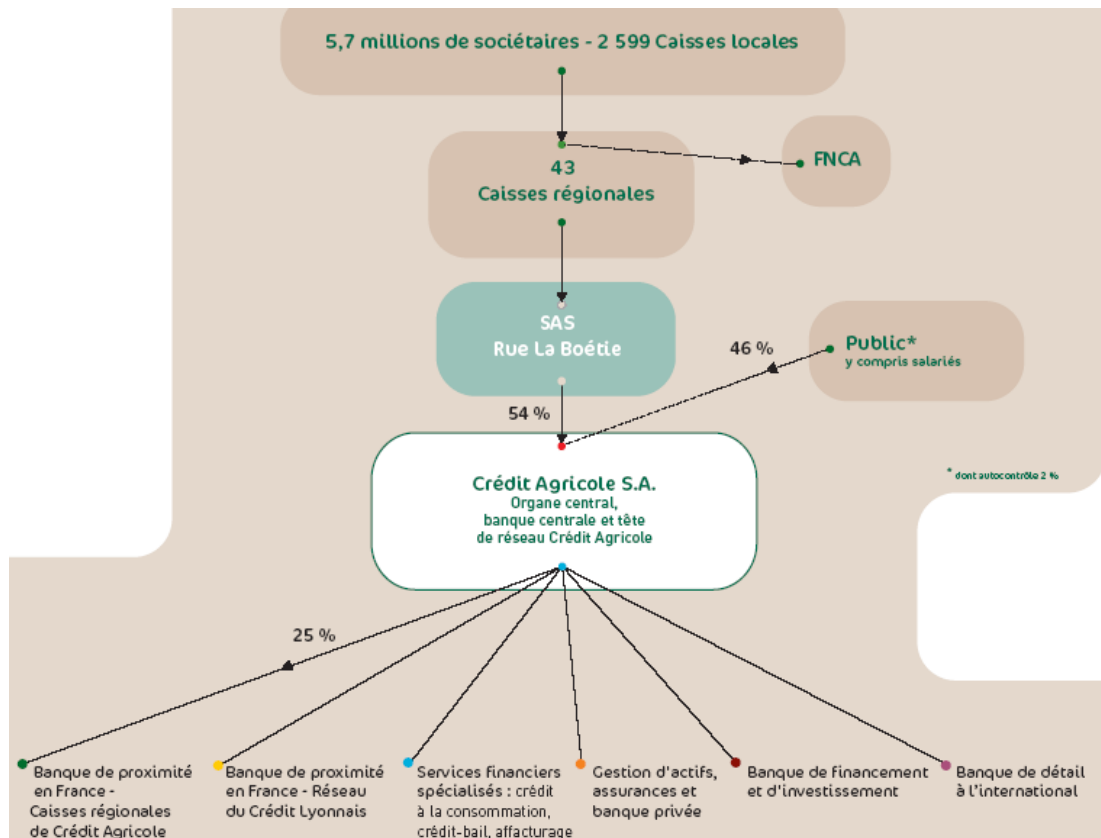 5,7 millions de sociétaires - 2 599 Caisses locales
43
Caisses régionales
FNCA
SAS
Rue La Boétie
46 %
Public*
y compris salariés
54 %
Crédit Agricole S.A.
Organe central,
banque centrale et tête
de réseau Crédit Agricole
* dont autocontrôle 2 %
25 %
Banque de proximité
en France -
Caisses régionales
de Crédit Agricole
Banque de proximité
en France - Réseau
du Crédit Lyonnais
Services financiers
spécialisés : crédit
à la consommation,
crédit-bail, affacturage
Gestion d'actifs,
assurances et
banque privée
Banque de financement
et d'investissement
Banque de détail
à l'international